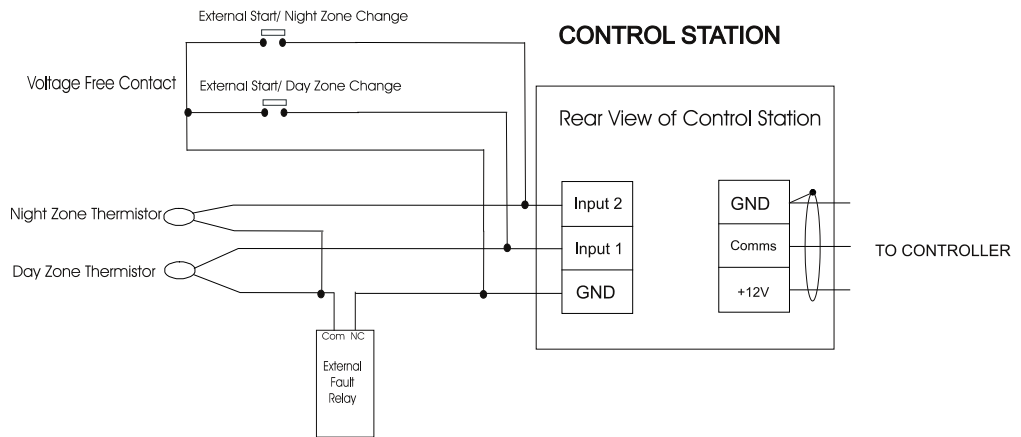 External Start/ Night Zone Change
CONTROL STATION
Voltage Free Contact
External Start/ Day Zone Change
Rear View of Control Station
Night Zone Thermistor
Input 2
GND
Day Zone Thermistor
Input 1
Comms
TO CONTROLLER
GND
+12V
Com NC
External
Fault
Relay